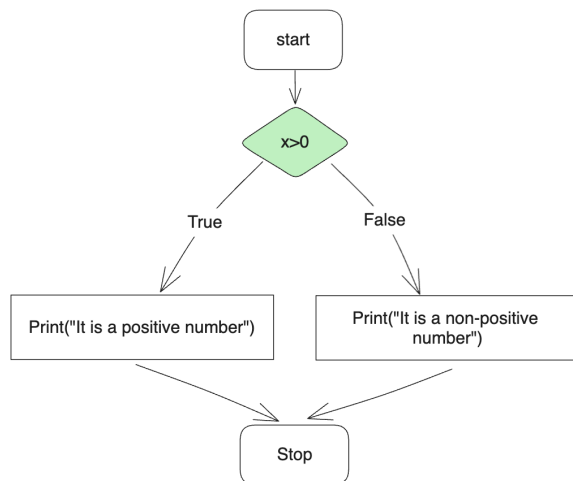 start
x>0
True
False
Print("It is a positive number")
Print("It is a non-positive
number")
Stop